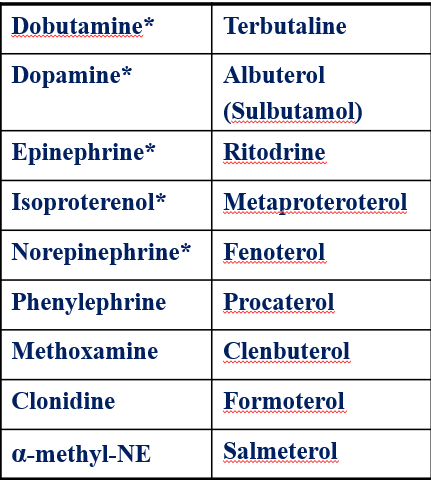 Dobutamine* Terbutaline
Dopamine* Albuterol
(Sulbutamol)
Epinephrine* Ritodrine
Isoproterenol* Metaproteroterol
Norepinephrine* Fenoterol
Phenylephrine Procaterol
Methoxamine Clenbuterol
Clonidine Formoterol
α-methyl-NE Salmeterol